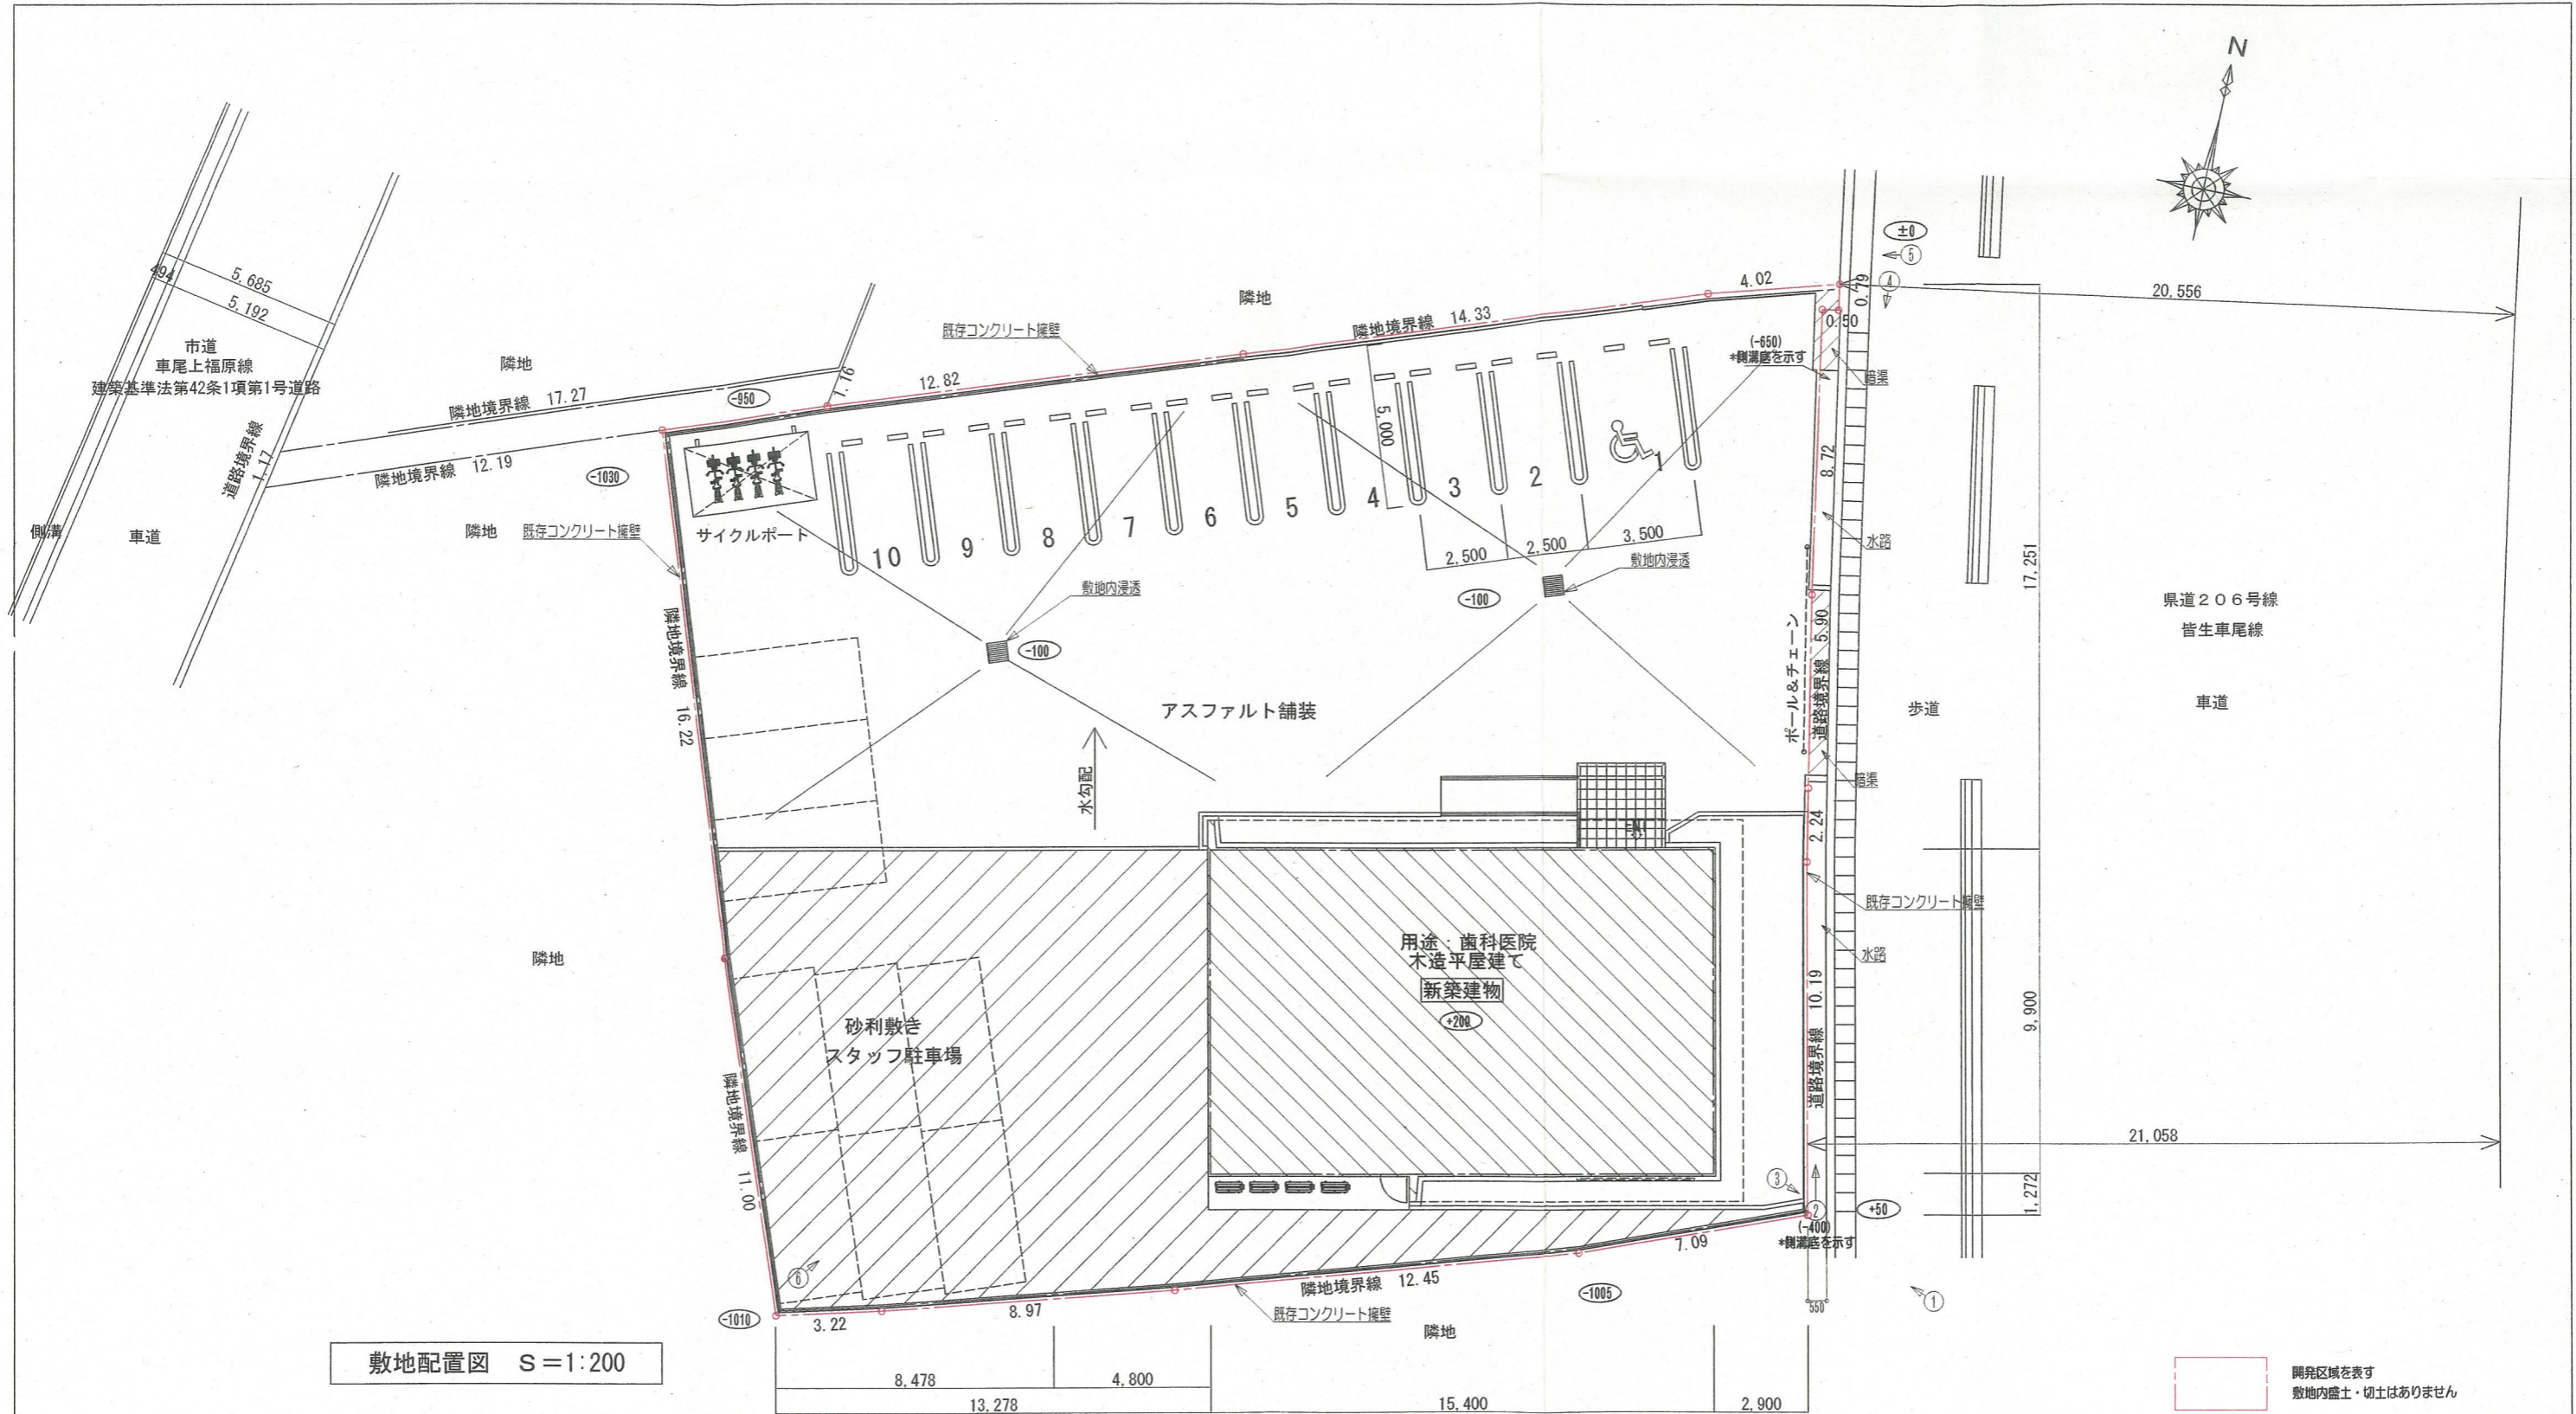 N
±0
5
4
0.79
20,556
4.02
14.33
隣地境界線
隣地
既存コンクリート擁壁
0.50
(-650)
*側溝底を示す
暗渠
494
5,685
5,192
市道
車尾上福原線
建築基準法第42条1項第1号道路
隣地
隣地境界線 17.27
-950
1.16
12.82
道路境界線
1.17
隣地境界線 12.19
-1030
側溝
車道
隣地
既存コンクリート擁壁
サイクルポート
10
9
8
7
6
5
4
3
2
1
5,000
2,500
2,500
3,500
8.72
水路
敷地内浸透
-100
敷地内浸透
-100
17,251
県道206号線
皆生車尾線
車道
歩道
隣地境界線 16.22
アスファルト舗装
水勾配
ポール&チェーン
道路境界線 5.90
暗渠
2.24
既存コンクリート擁壁
水路
隣地
用途:歯科医院
木造平屋建て
新築建物
+200
砂利敷き
スタッフ駐車場
道路境界線 10.19
9,900
21,058
隣地境界線 11.00
3
2
(-400)
*側溝底を示す
+50
1,272
7.09
6
隣地境界線 12.45
-1005
550
1
-1010
3.22
8.97
既存コンクリート擁壁
隣地
敷地配置図 S=1:200
8,478
4,800
13,278
15,400
2,900
開発区域を表す
敷地内盛土・切土はありません